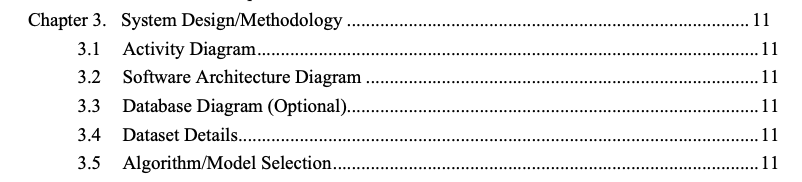 Chapter 3. System Design/Methodology ........................................................................................ 11
3.1 Activity Diagram.............................................................................................................. 11
3.2 Software Architecture Diagram ...................................................................................... 11
3.3 Database Diagram (Optional).......................................................................................... 11
3.4 Dataset Details.................................................................................................................. 11
3.5 Algorithm/Model Selection.............................................................................................. 11